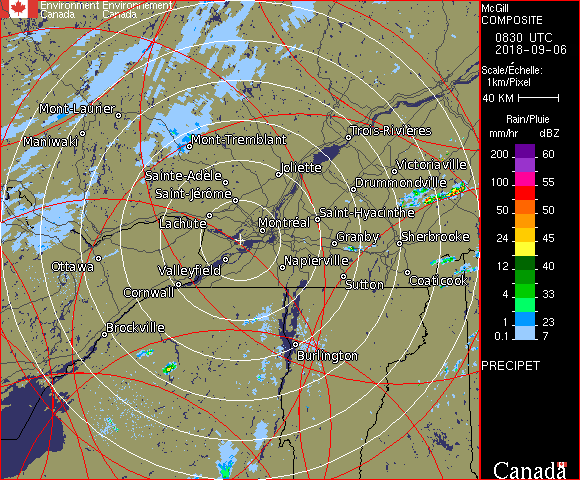 Environment Environnement
Canada Canada
McGill
COMPOSITE
0830 UTC
2018-09-06
Scale/Échelle:
1km/Pixel
40 KM
Rain/Pluie
mm/hr dBZ
200 60
100 55
50 50
24 45
12 40
4 33
1 23
0.1 7
PRECIPET
Mont-Laurier
Maniwaki
Mont-Tremblant
Trois-Rivières
Joliette
Victoriaville
Sainte-Adèle
Drummondville
Saint-Jérôme
Saint-Hyacinthe
Lachute
Montréal
Granby
Sherbrooke
Ottawa
Valleyfield
Napierville
Cornwall
Sutton
Coaticook
Brockville
Burlington
Canada